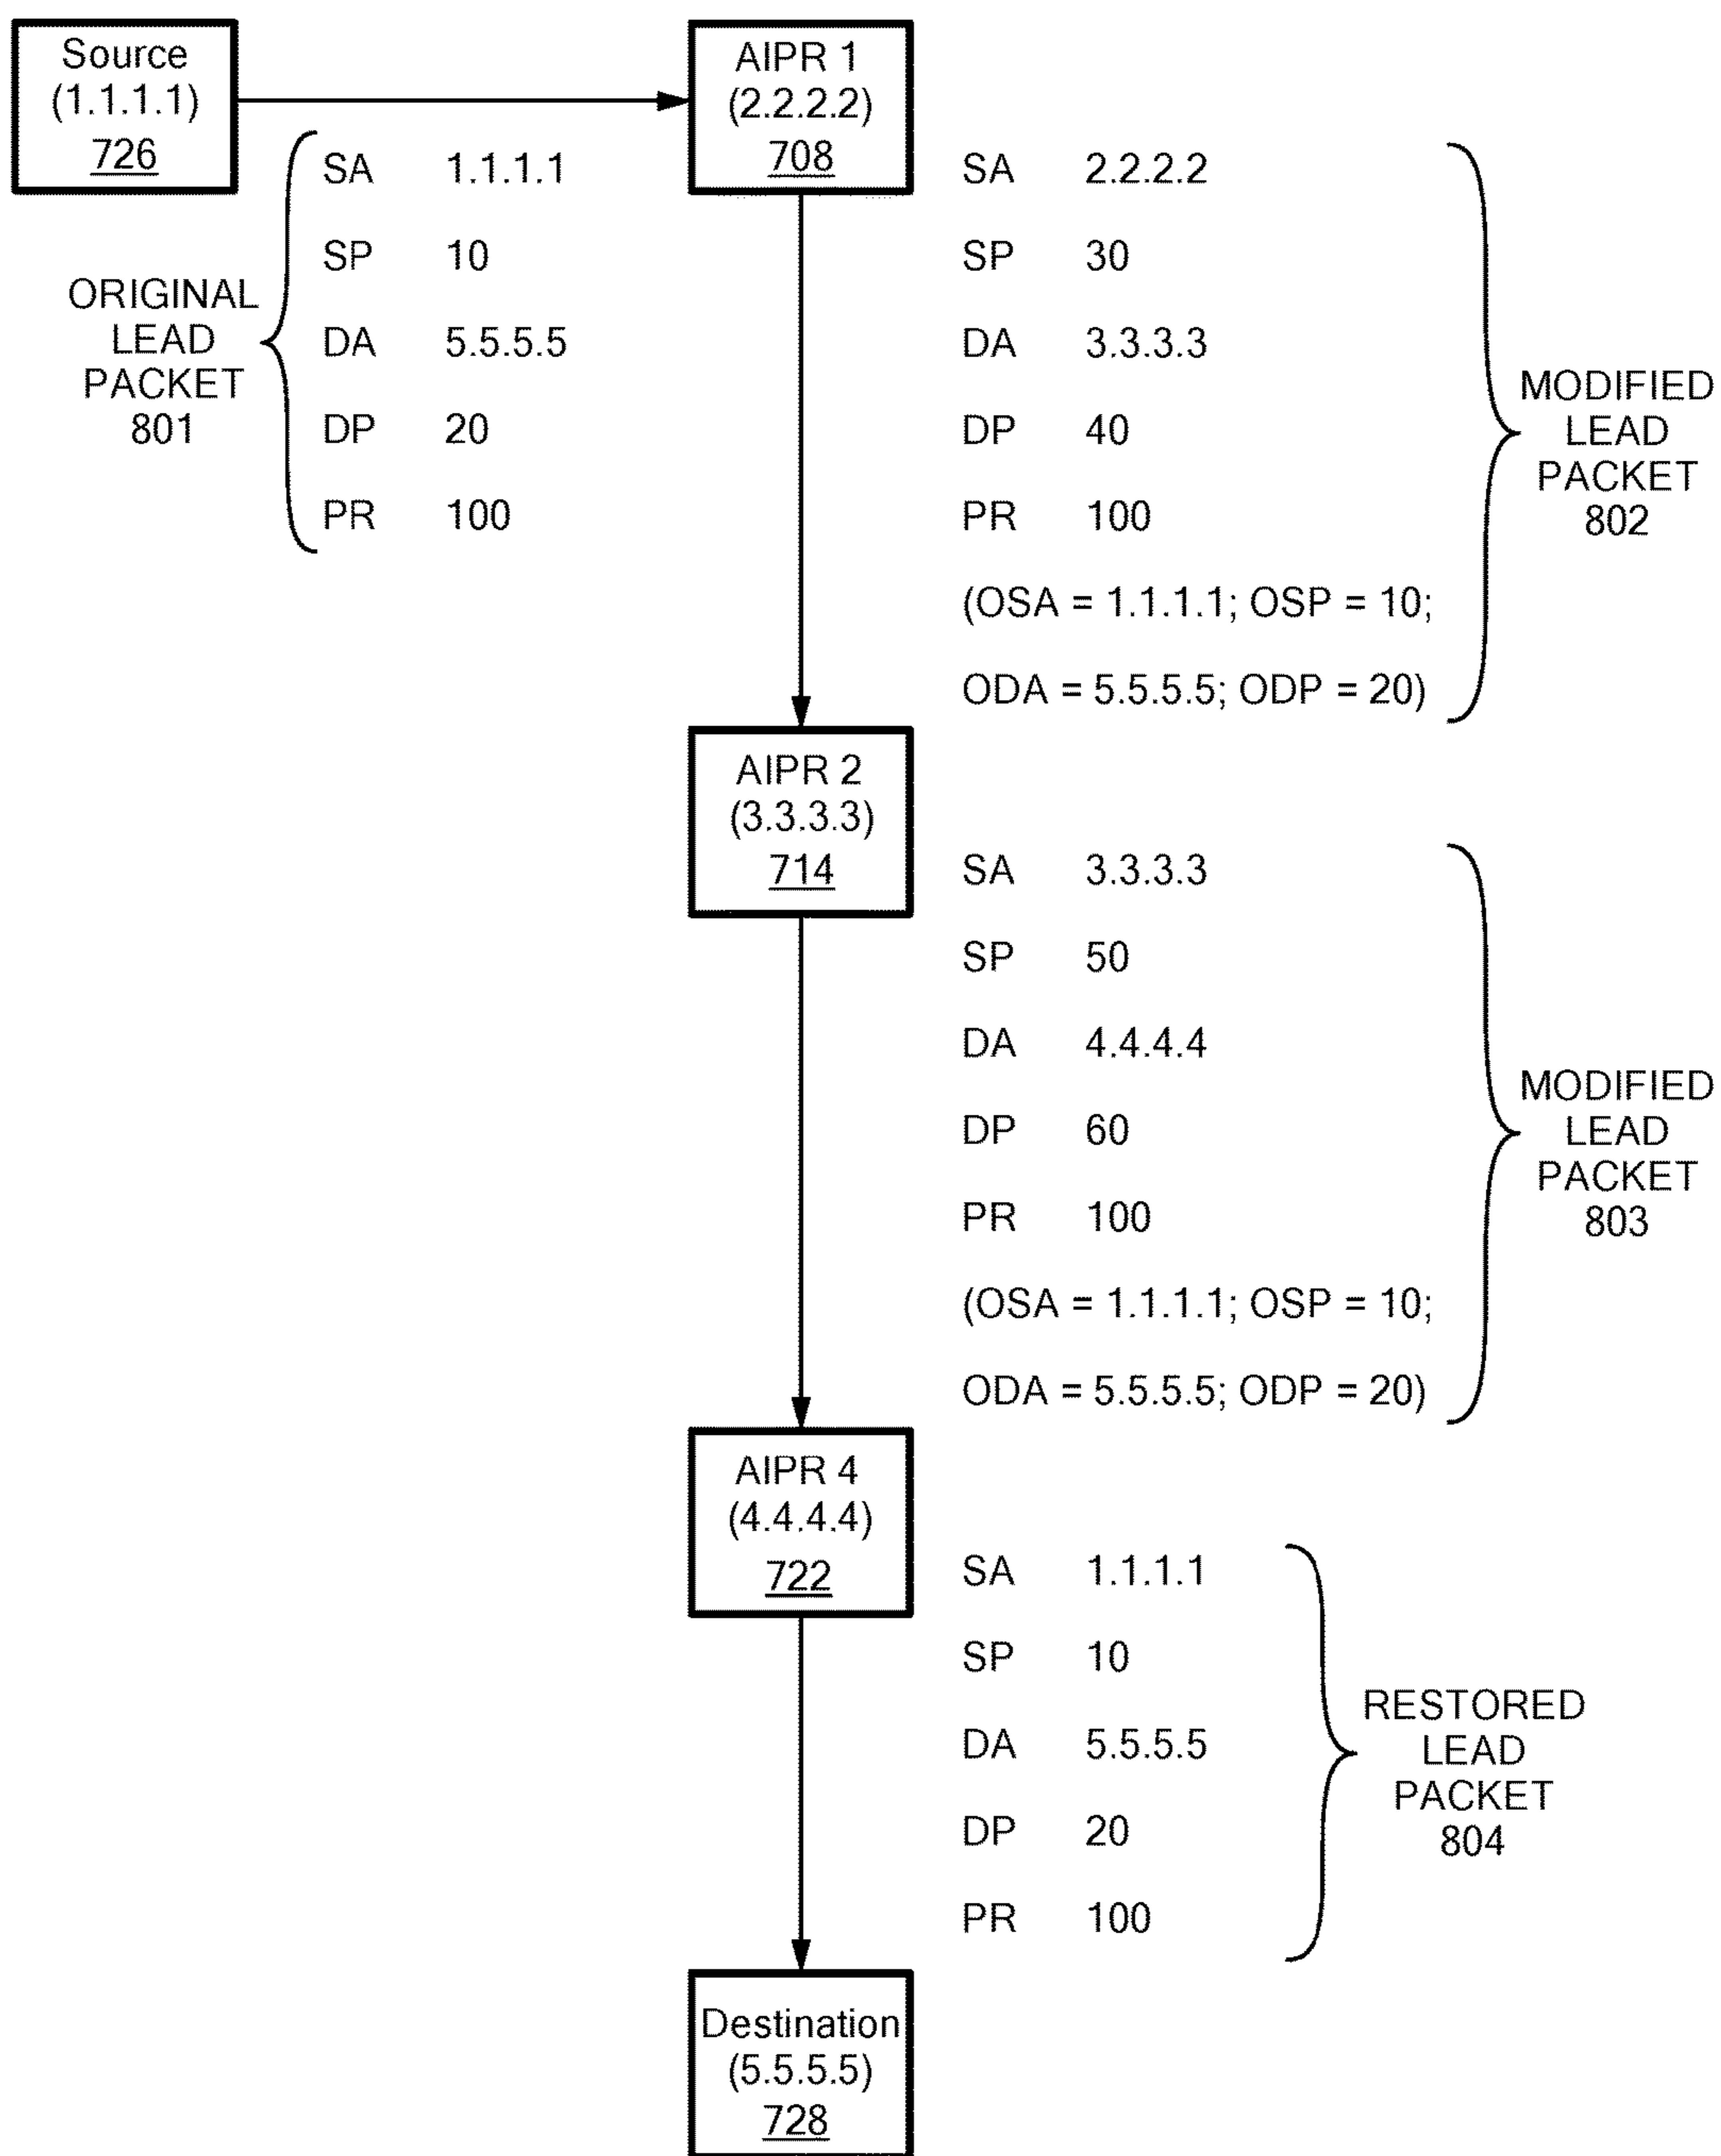 Source
(1.1.1.1)
726
AIPR 1
(2.2.2.2)
708
ORIGINAL
LEAD
PACKET
801
SA 1.1.1.1
SP 10
DA 5.5.5.5
DP 20
PR 100
SA 2.2.2.2
SP 30
DA 3.3.3.3
DP 40
PR 100
(OSA = 1.1.1.1; OSP = 10;
ODA = 5.5.5.5; ODP = 20)
MODIFIED
LEAD
PACKET
802
AIPR 2
(3.3.3.3)
714
SA 3.3.3.3
SP 50
DA 4.4.4.4
DP 60
PR 100
(OSA = 1.1.1.1; OSP = 10;
ODA = 5.5.5.5; ODP = 20)
MODIFIED
LEAD
PACKET
803
AIPR 4
(4.4.4.4)
722
SA 1.1.1.1
SP 10
DA 5.5.5.5
DP 20
PR 100
RESTORED
LEAD
PACKET
804
Destination
(5.5.5.5)
728